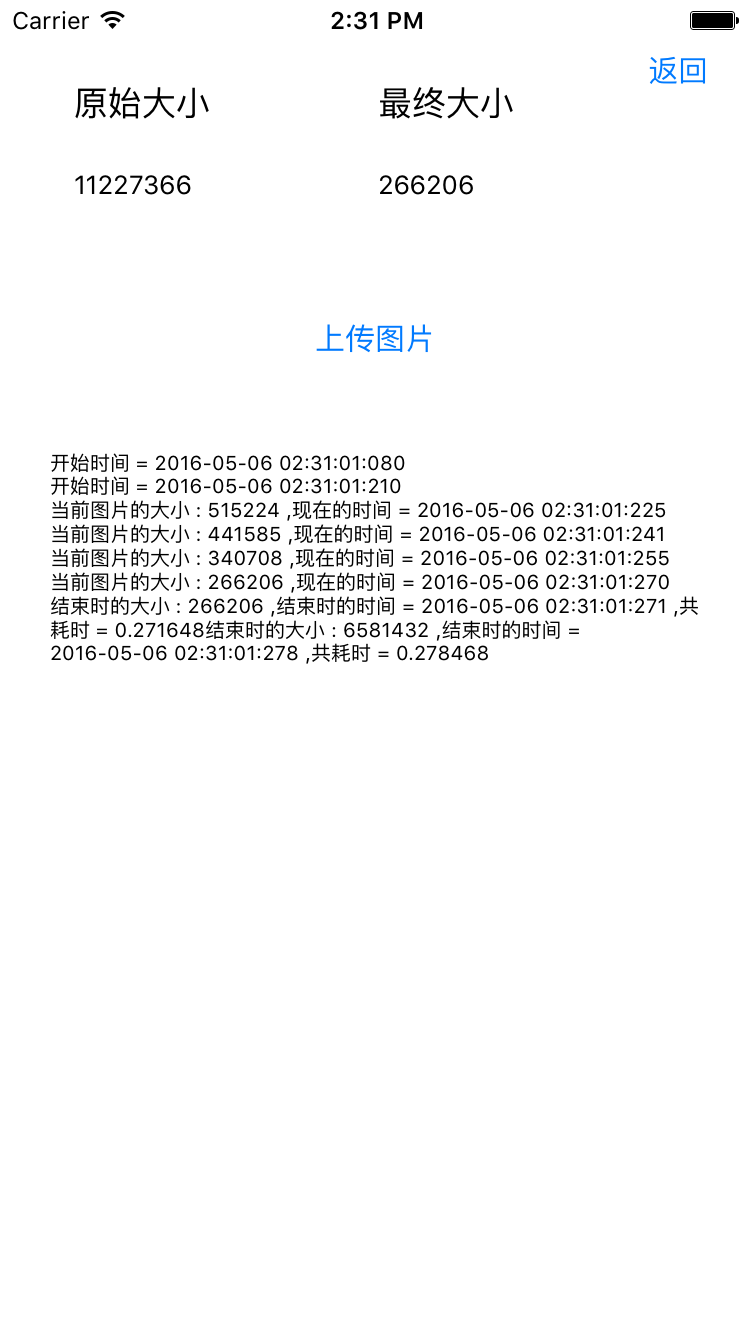 Carrier 2:31 PM
返回
原始大小 最终大小
11227366 266206
上传图片
开始时间 = 2016-05-06 02:31:01:080
开始时间 = 2016-05-06 02:31:01:210
当前图片的大小 : 515224 ,现在的时间 = 2016-05-06 02:31:01:225
当前图片的大小 : 441585 ,现在的时间 = 2016-05-06 02:31:01:241
当前图片的大小 : 340708 ,现在的时间 = 2016-05-06 02:31:01:255
当前图片的大小 : 266206 ,现在的时间 = 2016-05-06 02:31:01:270
结束时的大小 : 266206 ,结束时的时间 = 2016-05-06 02:31:01:271 ,共
耗时 = 0.271648结束时的大小 : 6581432 ,结束时的时间 =
2016-05-06 02:31:01:278 ,共耗时 = 0.278468